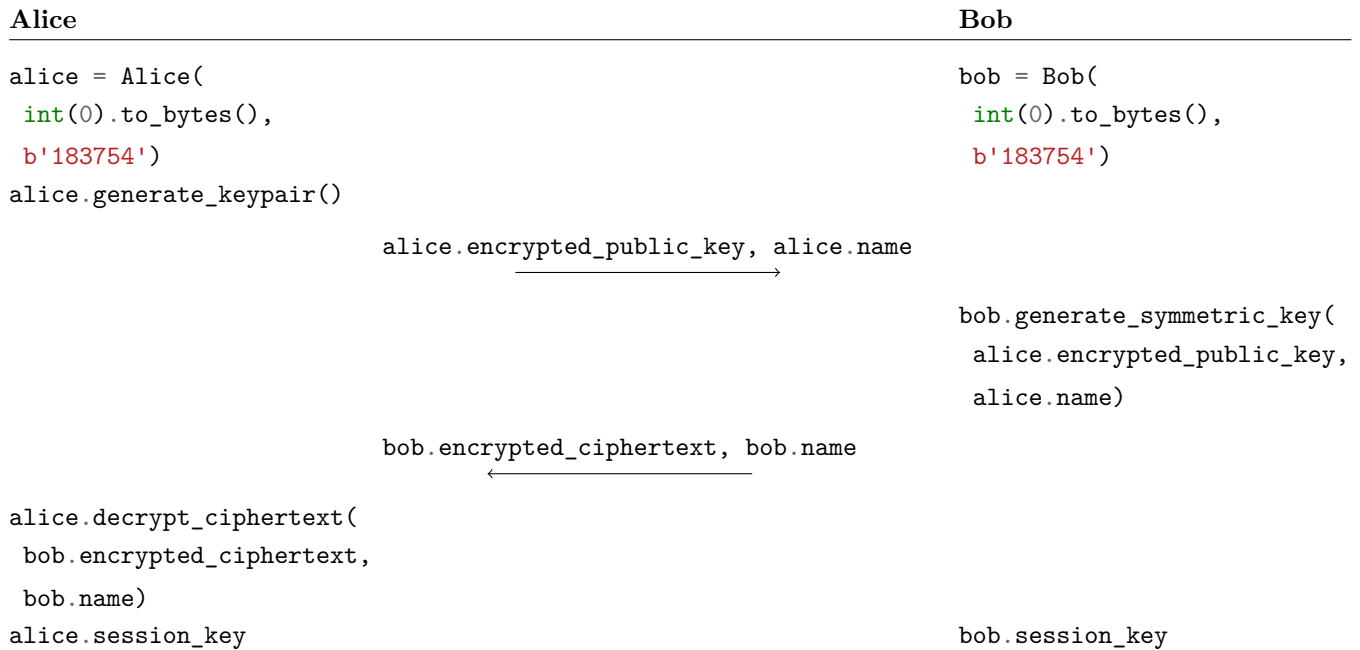 Alice Bob
alice = Alice( bob = Bob(
int(0).to_bytes(), int(0).to_bytes(),
b'183754') b'183754')
alice.generate_keypair()
alice.encrypted_public_key, alice.name
bob.generate_symmetric_key(
alice.encrypted_public_key,
alice.name)
bob.encrypted_ciphertext, bob.name
alice.decrypt_ciphertext(
bob.encrypted_ciphertext,
bob.name)
alice.session_key bob.session_key